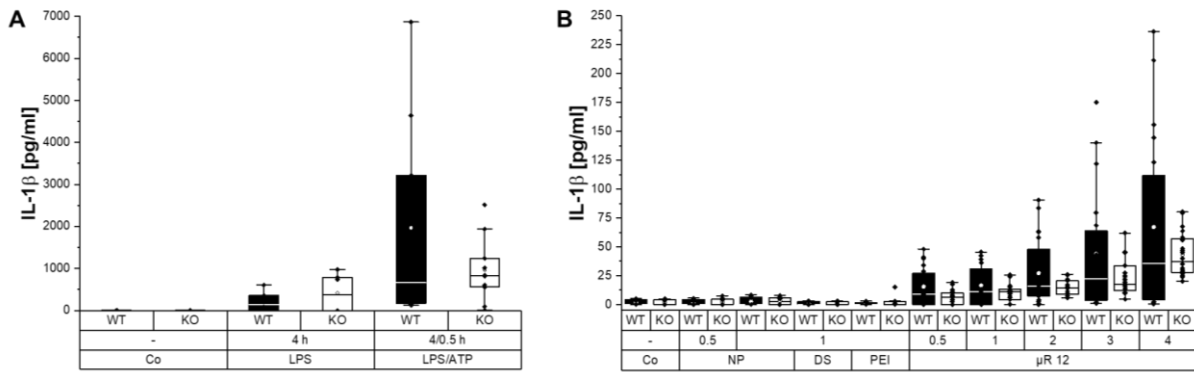 A
IL-1β [pg/ml]
7000
6000
5000
4000
3000
2000
1000
0
WT KO WT KO WT KO
- 4 h 4/0.5 h
Co LPS LPS/ATP
B
IL-1β [pg/ml]
250
225
200
175
150
125
100
75
50
25
0
WT KO WT KO WT KO WT KO WT KO WT KO WT KO WT KO WT KO WT KO
- 0.5 1 0.5 1 2 3 4
Co NP DS PEI µR 12